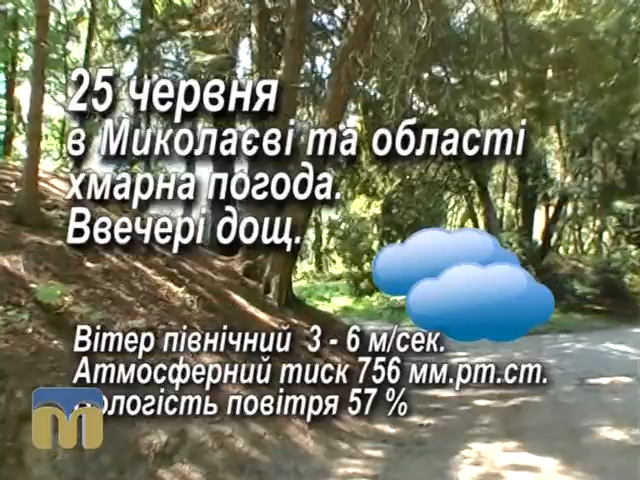 25 червня
в Миколаєві та області
хмарна погода.
Ввечері дощ.
Вітер північний 3 - 6 м/сек.
Атмосферний тиск 756 мм.рт.ст.
вологість повітря 57 %